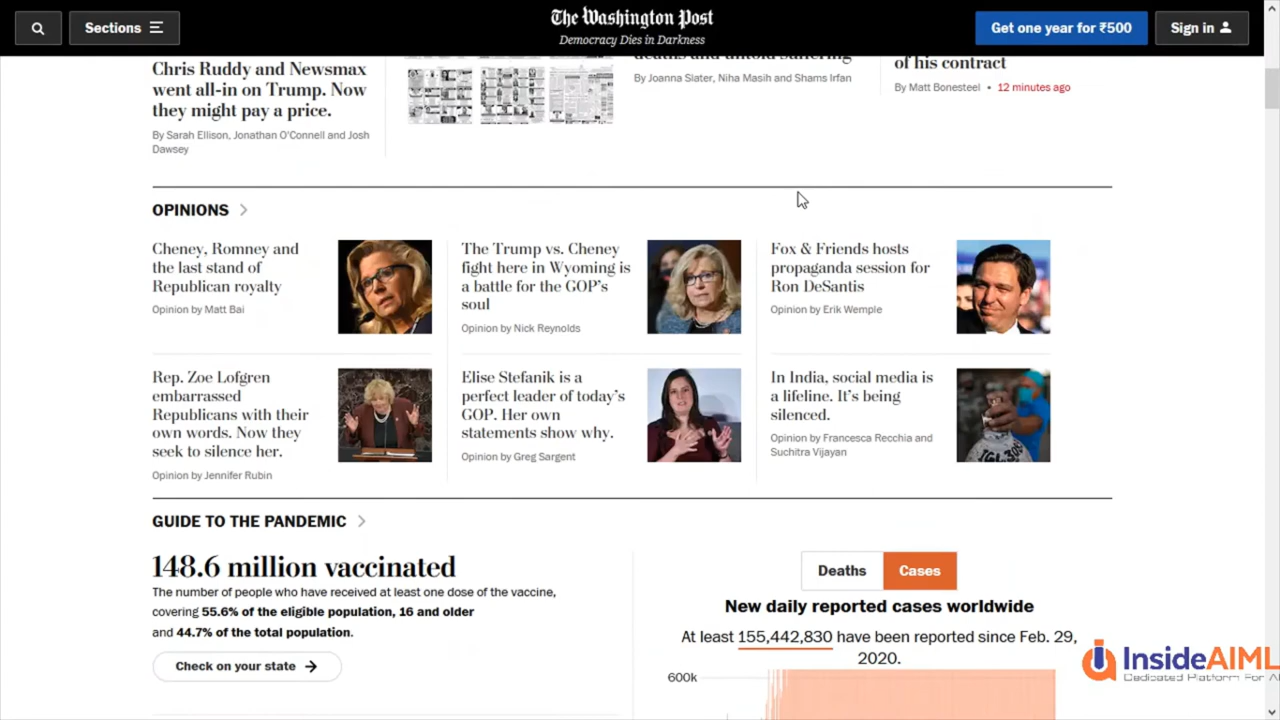 Sections
The Washington Post
Democracy Dies in Darkness
Get one year for ₹500
Sign in
Chris Ruddy and Newsmax
went all-in on Trump. Now
they might pay a price.
By Sarah Ellison, Jonathan O'Connell and Josh
Dawsey
deaths and untold suffering
By Joanna Slater, Niha Masih and Shams Irfan
of his contract
By Matt Bonesteel • 12 minutes ago
OPINIONS
Cheney, Romney and
the last stand of
Republican royalty
Opinion by Matt Bai
The Trump vs. Cheney
fight here in Wyoming is
a battle for the GOP's
soul
Opinion by Nick Reynolds
Fox & Friends hosts
propaganda session for
Ron DeSantis
Opinion by Erik Wemple
Rep. Zoe Lofgren
embarrassed
Republicans with their
own words. Now they
seek to silence her.
Opinion by Jennifer Rubin
Elise Stefanik is a
perfect leader of today's
GOP. Her own
statements show why.
Opinion by Greg Sargent
In India, social media is
a lifeline. It's being
silenced.
Opinion by Francesca Recchia and
Suchitra Vijayan
GUIDE TO THE PANDEMIC
148.6 million vaccinated
The number of people who have received at least one dose of the vaccine,
covering 55.6% of the eligible population, 16 and older
and 44.7% of the total population.
Check on your state
Deaths
Cases
New daily reported cases worldwide
At least 155,442,830 have been reported since Feb. 29,
2020.
600k
InsideAIML
Dedicated Platform For